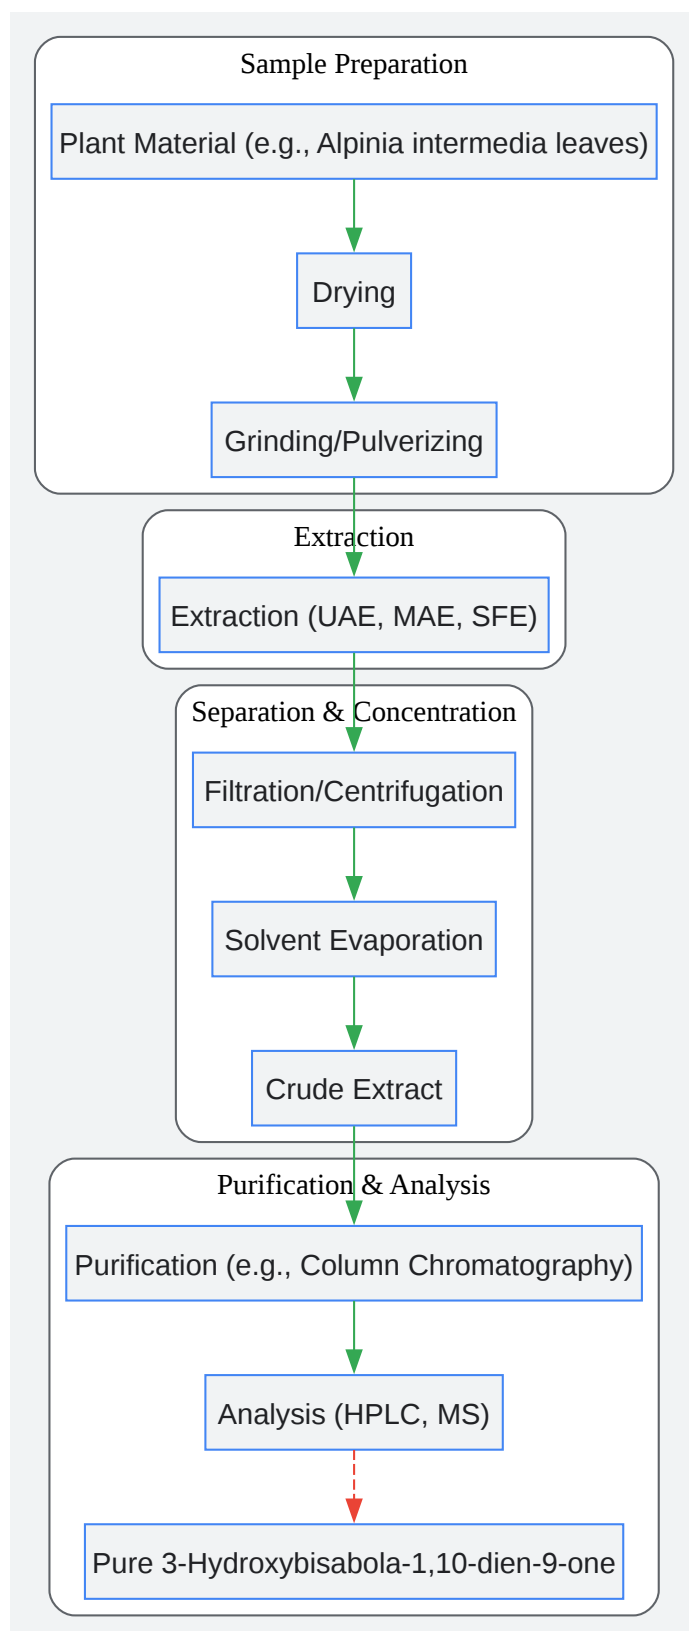 Sample Preparation
Plant Material (e.g., Alpinia intermedia leaves)
Drying
Grinding/Pulverizing
Extraction
Extraction (UAE, MAE, SFE)
Separation & Concentration
Filtration/Centrifugation
Solvent Evaporation
Crude Extract
Purification & Analysis
Purification (e.g., Column Chromatography)
Analysis (HPLC, MS)
Pure 3-Hydroxybisabola-1,10-dien-9-one